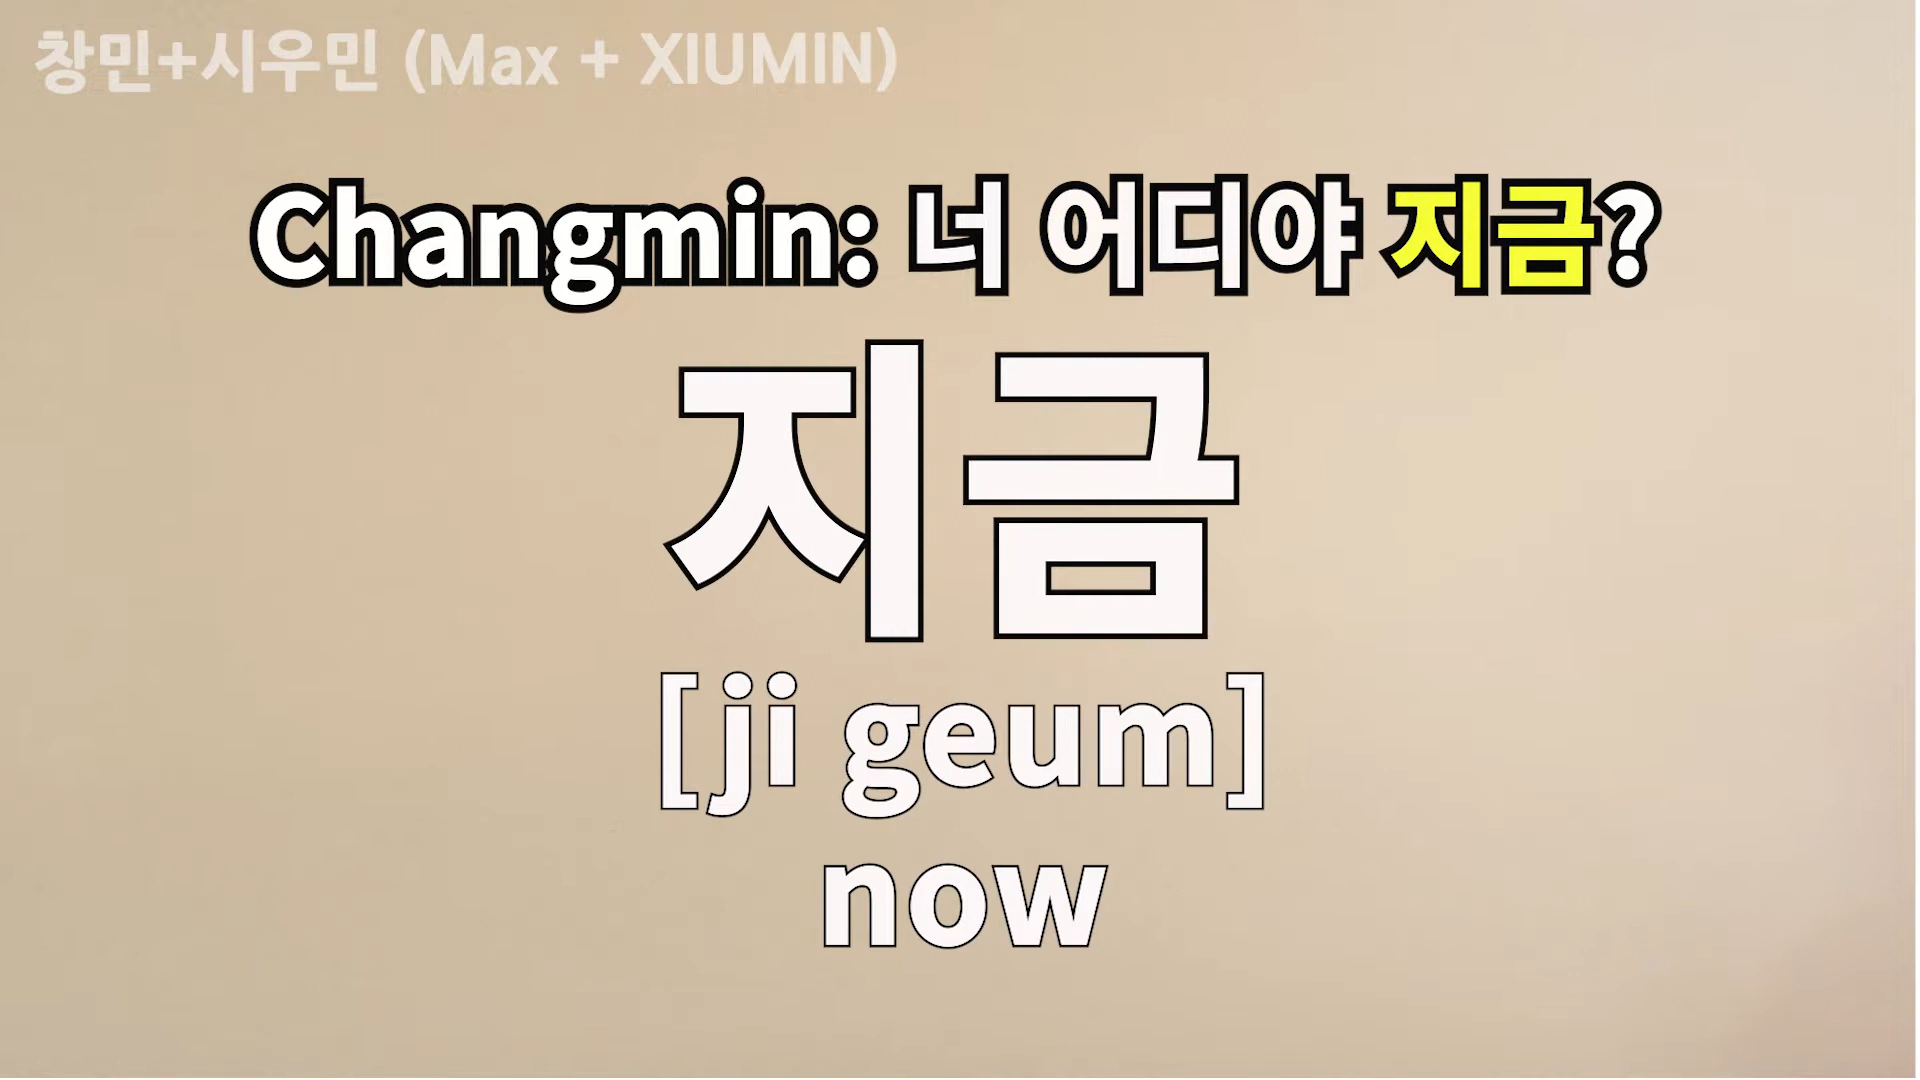 창민+시우민 (Max + XIUMIN)
Changmin: 너 어디야 지금?
지금
[ji geum]
now